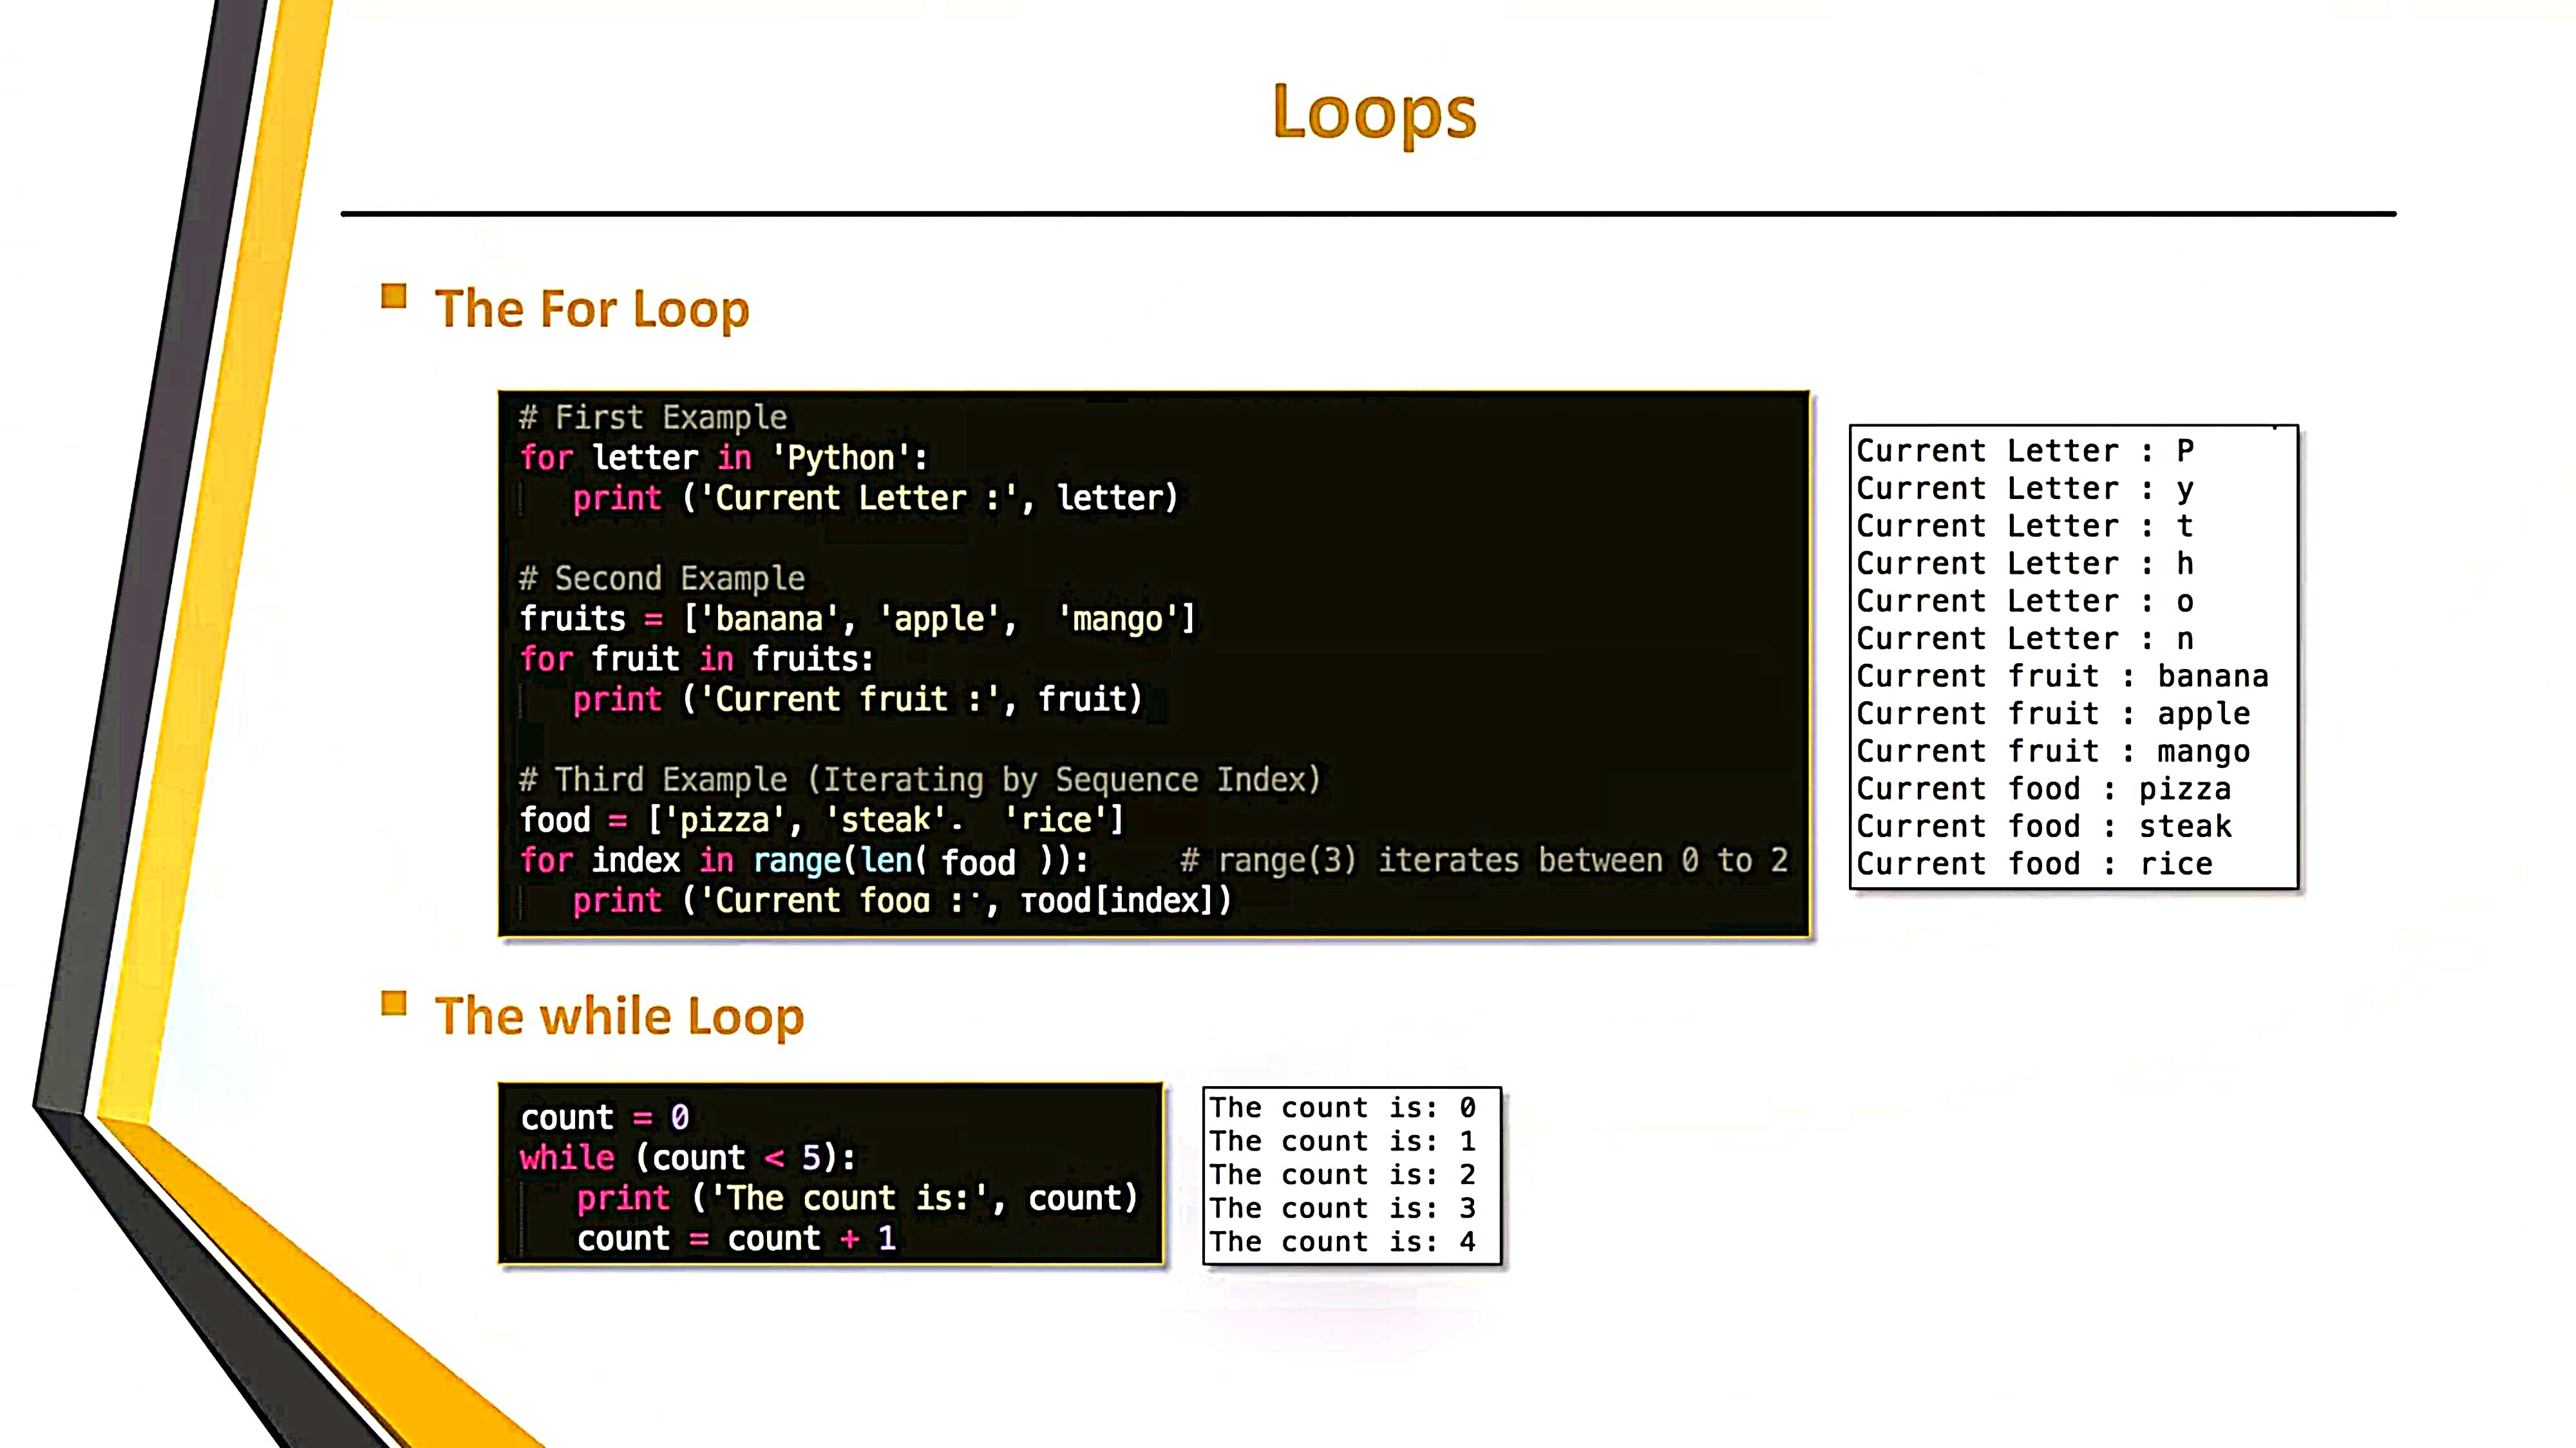 Loops
The For Loop
# First Example
for letter in 'Python':
print ('Current Letter :', letter)
# Second Example
fruits = ['banana', 'apple', 'mango']
for fruit in fruits:
print ('Current fruit :', fruit)
# Third Example (Iterating by Sequence Index)
food = ['pizza', 'steak'. 'rice']
for index in range(len( food )): # range(3) iterates between 0 to 2
print ('Current food :', food[index])
Current Letter : P
Current Letter : y
Current Letter : t
Current Letter : h
Current Letter : o
Current Letter : n
Current fruit : banana
Current fruit : apple
Current fruit : mango
Current food : pizza
Current food : steak
Current food : rice
The while Loop
count = 0
while (count < 5):
print ('The count is:', count)
count = count + 1
The count is: 0
The count is: 1
The count is: 2
The count is: 3
The count is: 4